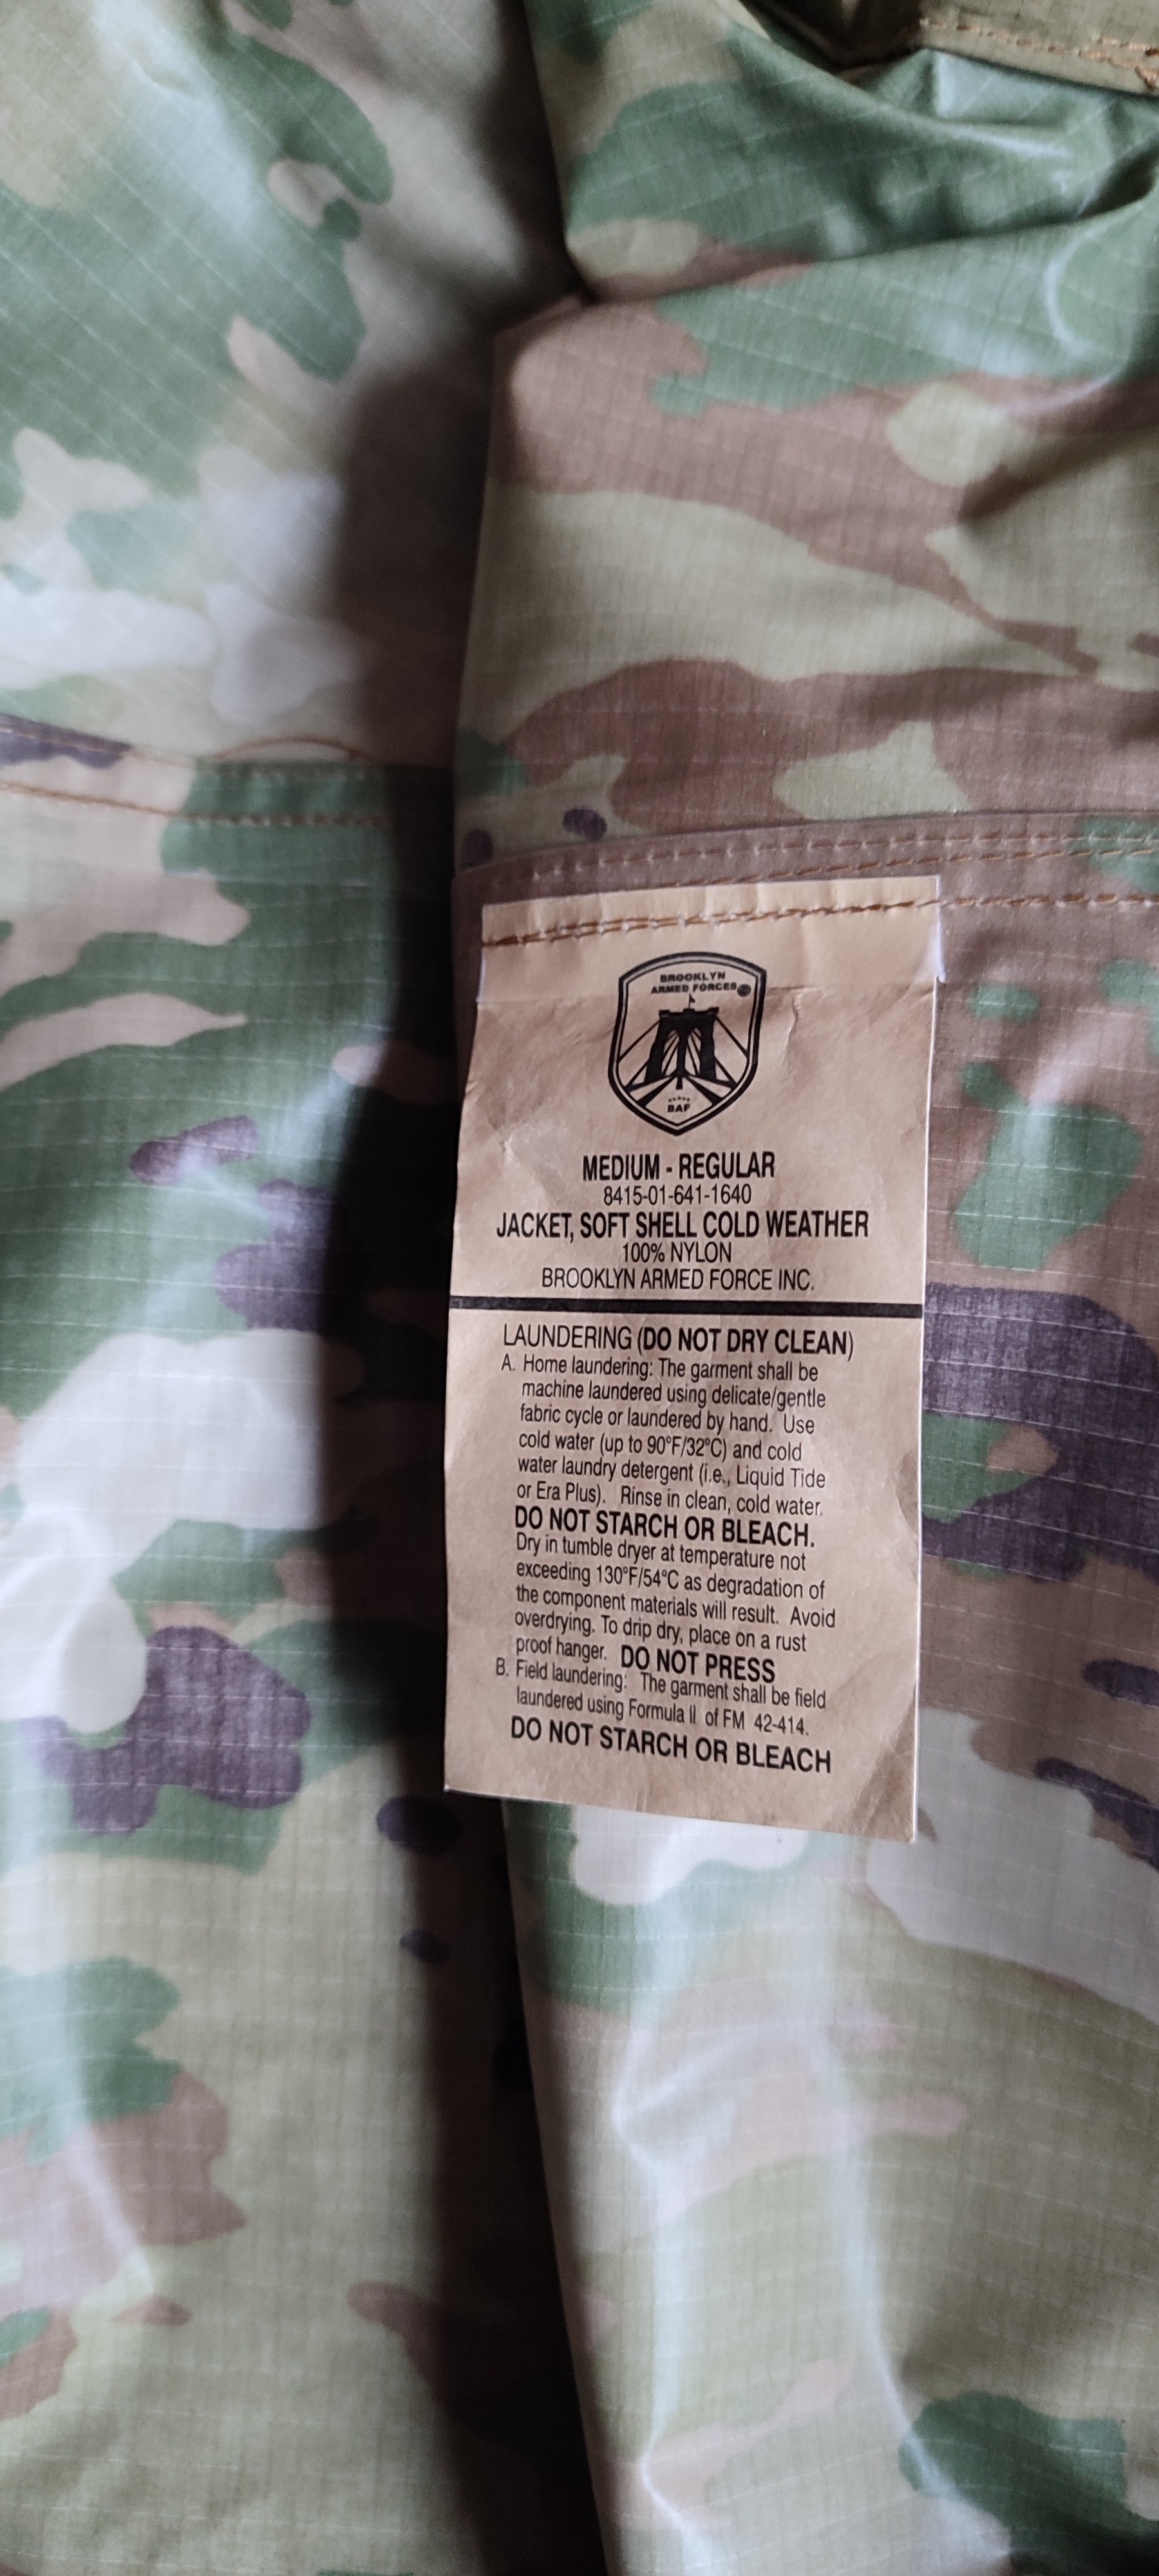 BROOKLYN
ARMED FORCES
BAF
MEDIUM - REGULAR
8415-01-641-1640
JACKET, SOFT SHELL COLD WEATHER
100% NYLON
BROOKLYN ARMED FORCE INC.
LAUNDERING (DO NOT DRY CLEAN)
A. Home laundering: The garment shall be
machine laundered using delicate/gentle
fabric cycle or laundered by hand. Use
cold water (up to 90°F/32°C) and cold
water laundry detergent (i.e., Liquid Tide
or Era Plus). Rinse in clean, cold water.
DO NOT STARCH OR BLEACH.
Dry in tumble dryer at temperature not
exceeding 130°F/54°C as degradation of
the component materials will result. Avoid
overdrying. To drip dry, place on a rust
proof hanger. DO NOT PRESS
B. Field laundering: The garment shall be field
laundered using Formula II of FM 42-414.
DO NOT STARCH OR BLEACH